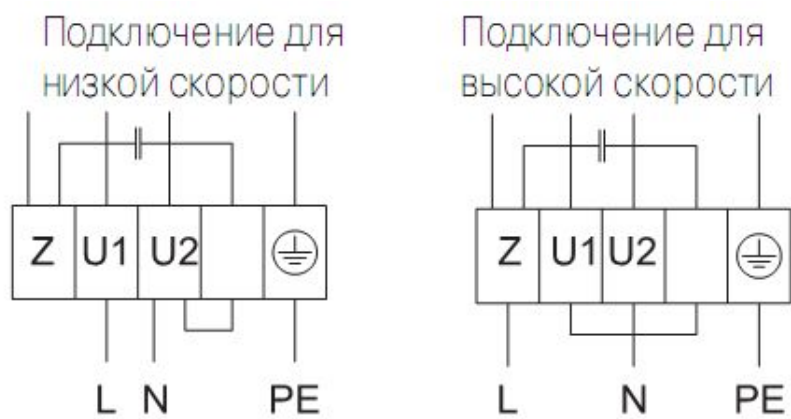 Подключение для
низкой скорости
Z U1 U2
L N PE
Подключение для
высокой скорости
Z U1 U2
L N PE